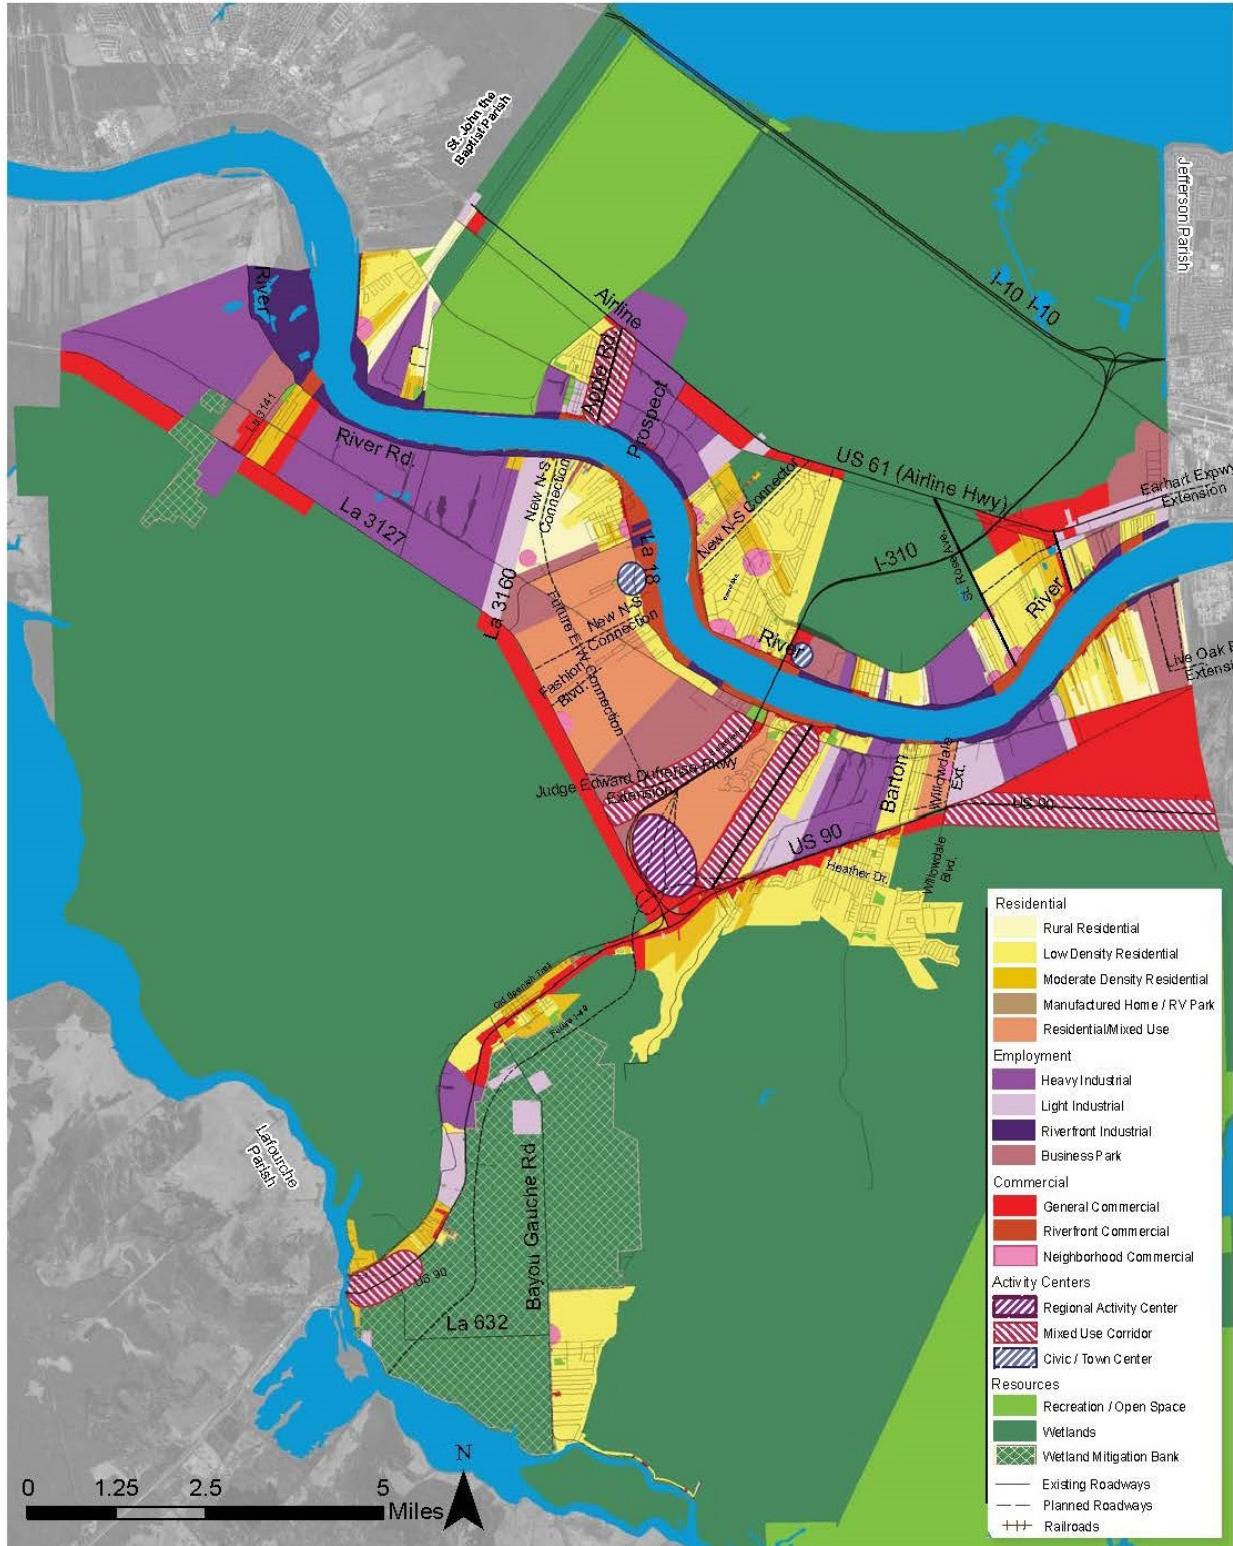 St. John the
Baptist Parish
Jefferson Parish
I-10 I-10
River
Airline
Apple Rd.
Prospect
La 3141
River Rd.
US 61 (Airline Hwy)
Earhart Expwy
Extension
New N-S
Connection
New N-S Connector
La 3127
La 18
I-310
St. Rose Ave.
La 3160
River
New N-S
Connection
Future E-W Connection
River
Fashion
Blvd.
Live Oak
Extensi
Judge Edward Dufresne Pkwy
Extension
Barton
Willowdale
Ext.
US 90
US 90
Heather Dr.
Willowdale
Blvd.
Old Spanish Trail
Future I-49
Lafourche
Parish
Bayou Gauche Rd
US 90
La 632
Residential
Rural Residential
Low Density Residential
Moderate Density Residential
Manufactured Home / RV Park
Residential/Mixed Use
Employment
Heavy Industrial
Light Industrial
Riverfront Industrial
Business Park
Commercial
General Commercial
Riverfront Commercial
Neighborhood Commercial
Activity Centers
Regional Activity Center
Mixed Use Corridor
Civic / Town Center
Resources
Recreation / Open Space
Wetlands
Wetland Mitigation Bank
Existing Roadways
Planned Roadways
Railroads
N
0 1.25 2.5 5
Miles